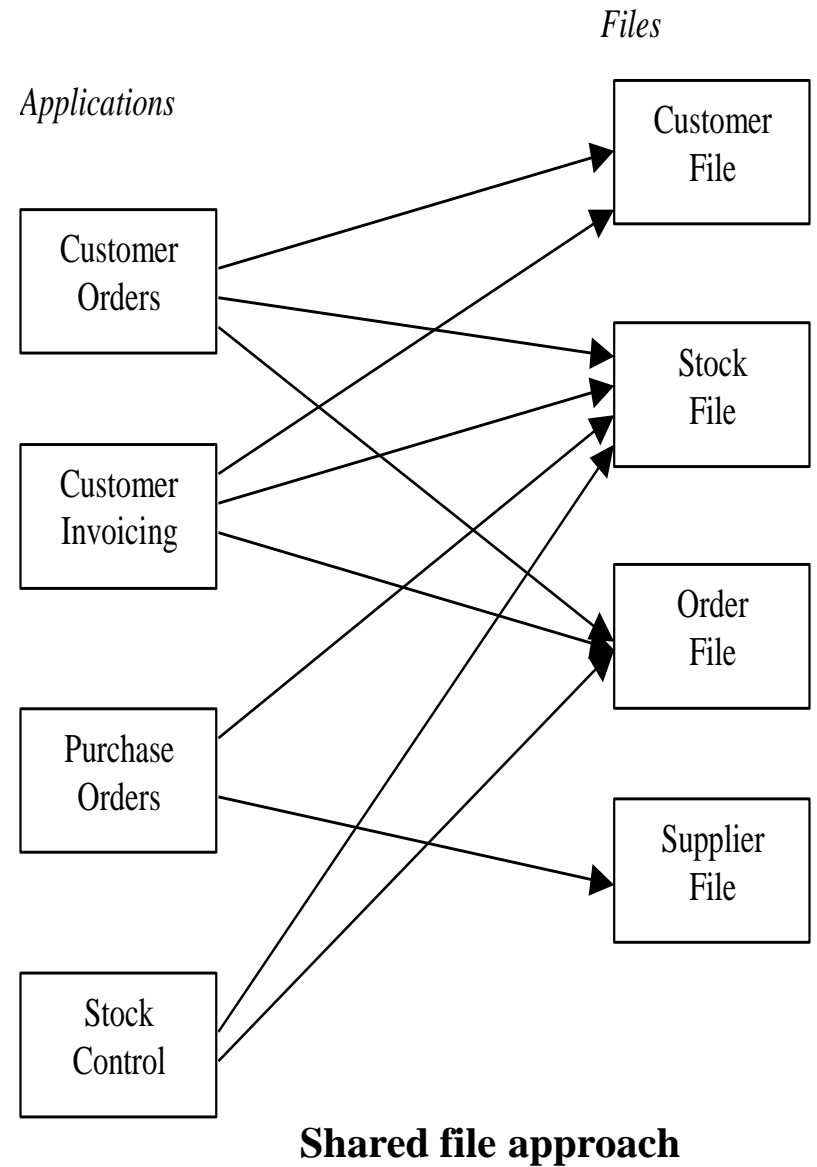 Files
Applications
Customer
File
Customer
Orders
Stock
File
Customer
Invoicing
Order
File
Purchase
Orders
Supplier
File
Stock
Control
Shared file approach